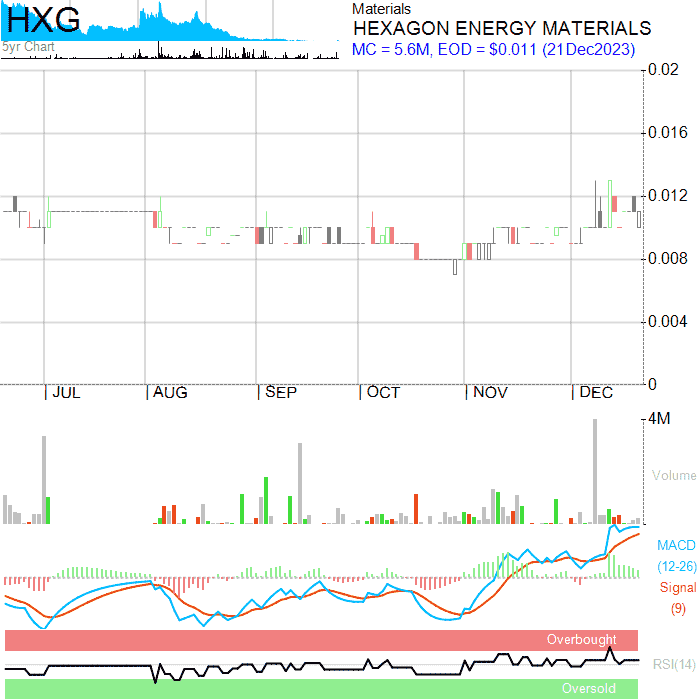 HXG
5yr Chart
Materials
HEXAGON ENERGY MATERIALS
MC = 5.6M, EOD = $0.011 (21Dec2023)
0.02
0.016
0.012
0.008
0.004
0
JUL AUG SEP OCT NOV DEC
4M
Volume
MACD
(12-26)
Signal
(9)
Overbought
RSI(14)
Oversold